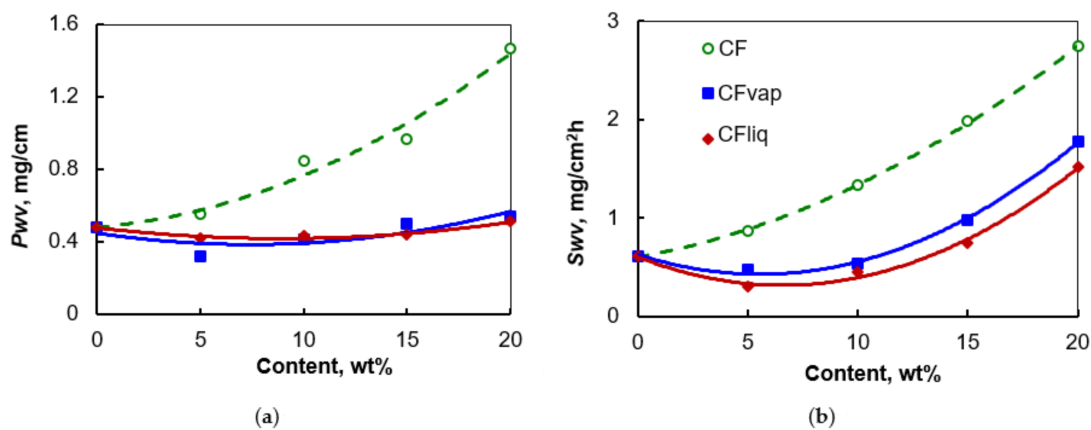 1.6
1.2
0.8
0.4
0
Pwv, mg/cm
0
5
10
15
20
Content, wt%
(a)
3
2
1
0
Swv, mg/cm²h
CF
CFvap
CFliq
0
5
10
15
20
Content, wt%
(b)